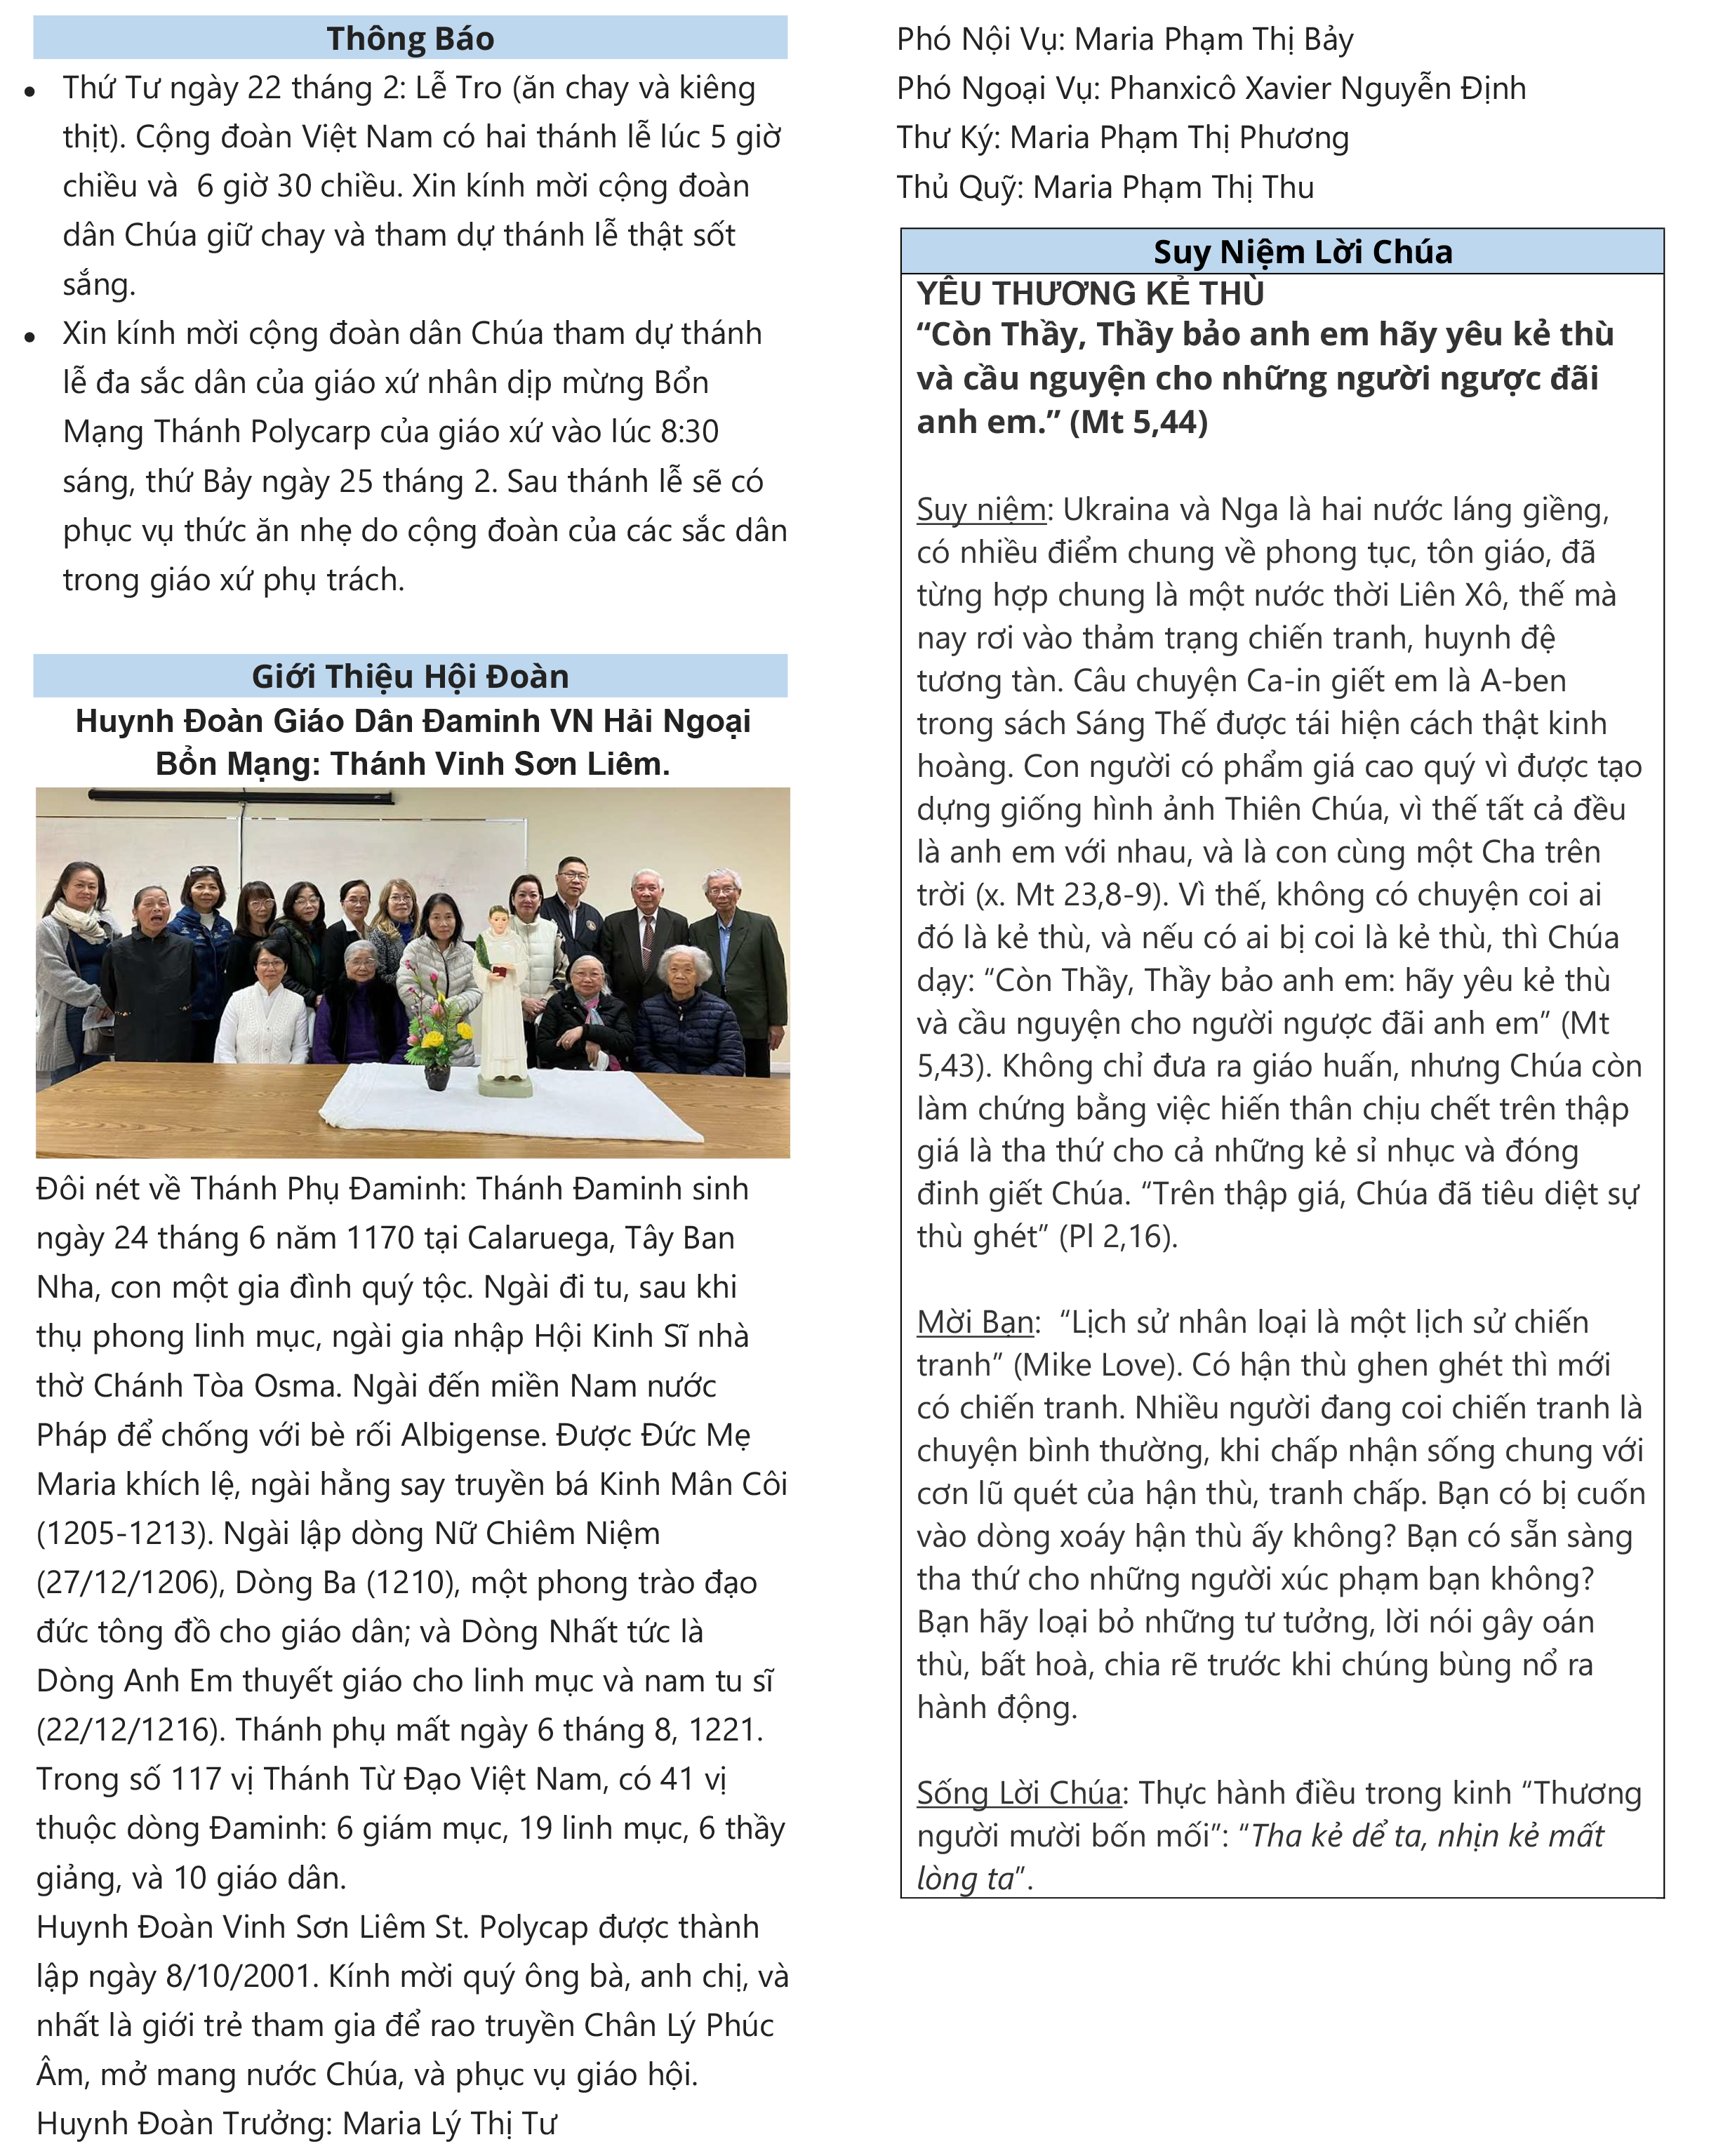 Thông Báo
• Thứ Tư ngày 22 tháng 2: Lễ Tro (ăn chay và kiêng
thịt). Cộng đoàn Việt Nam có hai thánh lễ lúc 5 giờ
chiều và  6 giờ 30 chiều. Xin kính mời cộng đoàn
dân Chúa giữ chay và tham dự thánh lễ thật sốt
sắng.
• Xin kính mời cộng đoàn dân Chúa tham dự thánh
lễ đa sắc dân của giáo xứ nhân dịp mừng Bổn
Mạng Thánh Polycarp của giáo xứ vào lúc 8:30
sáng, thứ Bảy ngày 25 tháng 2. Sau thánh lễ sẽ có
phục vụ thức ăn nhẹ do cộng đoàn của các sắc dân
trong giáo xứ phụ trách.
Giới Thiệu Hội Đoàn
Huynh Đoàn Giáo Dân Đaminh VN Hải Ngoại
Bổn Mạng: Thánh Vinh Sơn Liêm.
Đôi nét về Thánh Phụ Đaminh: Thánh Đaminh sinh
ngày 24 tháng 6 năm 1170 tại Calaruega, Tây Ban
Nha, con một gia đình quý tộc. Ngài đi tu, sau khi
thụ phong linh mục, ngài gia nhập Hội Kinh Sĩ nhà
thờ Chánh Tòa Osma. Ngài đến miền Nam nước
Pháp để chống với bè rối Albigense. Được Đức Mẹ
Maria khích lệ, ngài hằng say truyền bá Kinh Mân Côi
(1205-1213). Ngài lập dòng Nữ Chiêm Niệm
(27/12/1206), Dòng Ba (1210), một phong trào đạo
đức tông đồ cho giáo dân; và Dòng Nhất tức là
Dòng Anh Em thuyết giáo cho linh mục và nam tu sĩ
(22/12/1216). Thánh phụ mất ngày 6 tháng 8, 1221.
Trong số 117 vị Thánh Từ Đạo Việt Nam, có 41 vị
thuộc dòng Đaminh: 6 giám mục, 19 linh mục, 6 thầy
giảng, và 10 giáo dân.
Huynh Đoàn Vinh Sơn Liêm St. Polycap được thành
lập ngày 8/10/2001. Kính mời quý ông bà, anh chị, và
nhất là giới trẻ tham gia để rao truyền Chân Lý Phúc
Âm, mở mang nước Chúa, và phục vụ giáo hội.
Huynh Đoàn Trưởng: Maria Lý Thị Tư
Phó Nội Vụ: Maria Phạm Thị Bảy
Phó Ngoại Vụ: Phanxicô Xavier Nguyễn Định
Thư Ký: Maria Phạm Thị Phương
Thủ Quỹ: Maria Phạm Thị Thu
Suy Niệm Lời Chúa
YÊU THƯƠNG KẺ THÙ
“Còn Thầy, Thầy bảo anh em hãy yêu kẻ thù
và cầu nguyện cho những người ngược đãi
anh em.” (Mt 5,44)
Suy niệm: Ukraina và Nga là hai nước láng giềng,
có nhiều điểm chung về phong tục, tôn giáo, đã
từng hợp chung là một nước thời Liên Xô, thế mà
nay rơi vào thảm trạng chiến tranh, huynh đệ
tương tàn. Câu chuyện Ca-in giết em là A-ben
trong sách Sáng Thế được tái hiện cách thật kinh
hoàng. Con người có phẩm giá cao quý vì được tạo
dựng giống hình ảnh Thiên Chúa, vì thế tất cả đều
là anh em với nhau, và là con cùng một Cha trên
trời (x. Mt 23,8-9). Vì thế, không có chuyện coi ai
đó là kẻ thù, và nếu có ai bị coi là kẻ thù, thì Chúa
dạy: “Còn Thầy, Thầy bảo anh em: hãy yêu kẻ thù
và cầu nguyện cho người ngược đãi anh em” (Mt
5,43). Không chỉ đưa ra giáo huấn, nhưng Chúa còn
làm chứng bằng việc hiến thân chịu chết trên thập
giá là tha thứ cho cả những kẻ sỉ nhục và đóng
đinh giết Chúa. “Trên thập giá, Chúa đã tiêu diệt sự
thù ghét” (Pl 2,16).
Mời Bạn:  “Lịch sử nhân loại là một lịch sử chiến
tranh” (Mike Love). Có hận thù ghen ghét thì mới
có chiến tranh. Nhiều người đang coi chiến tranh là
chuyện bình thường, khi chấp nhận sống chung với
cơn lũ quét của hận thù, tranh chấp. Bạn có bị cuốn
vào dòng xoáy hận thù ấy không? Bạn có sẵn sàng
tha thứ cho những người xúc phạm bạn không?
Bạn hãy loại bỏ những tư tưởng, lời nói gây oán
thù, bất hoà, chia rẽ trước khi chúng bùng nổ ra
hành động.
Sống Lời Chúa: Thực hành điều trong kinh “Thương
người mười bốn mối”: “Tha kẻ dể ta, nhịn kẻ mất
lòng ta”.